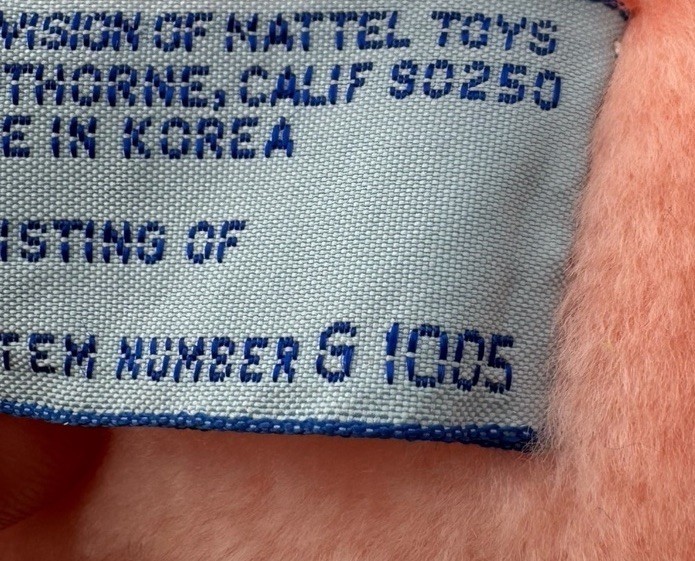 VISION OF MATTEL TOYS
THORNE, CALIF 90250
E IN KOREA
ISTING OF
TEM NUMBER G 1005